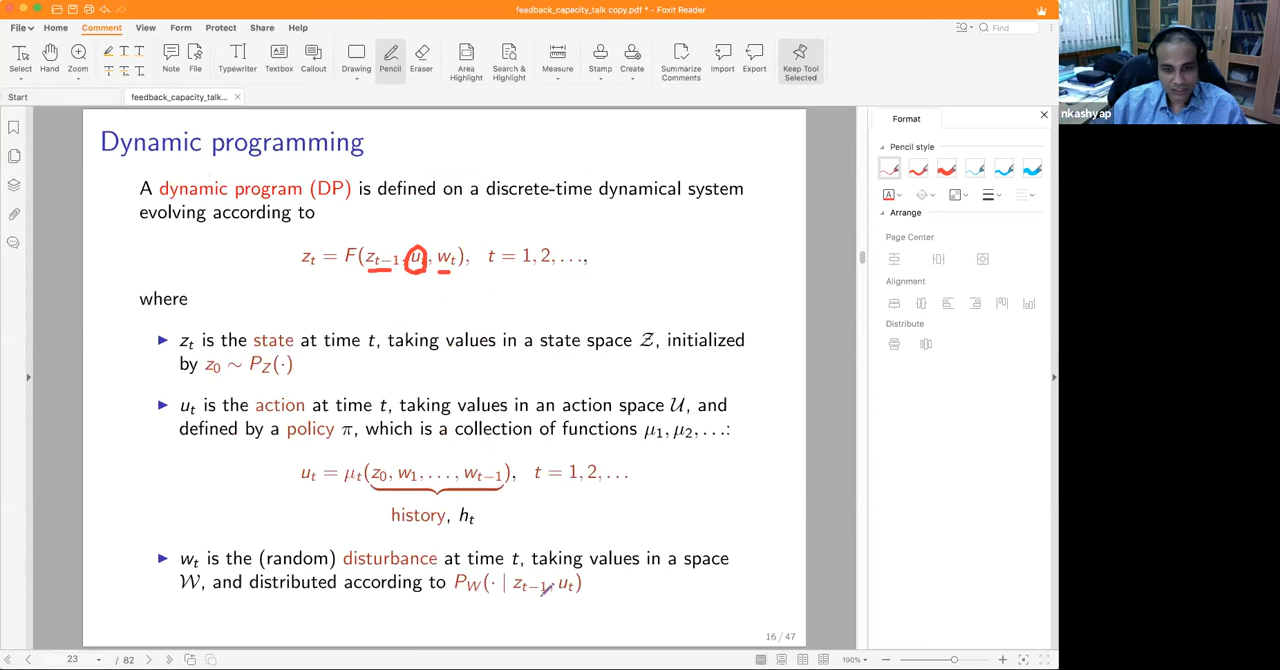 feedback_capacity_talk copy.pdf * - Foxit Reader
File Home Comment View Form Protect Share Help Find
Select Hand Zoom Note File Typewriter Textbox Callout Drawing Pencil Eraser Area Highlight Search & Highlight Measure Stamp Create Summarize Comments Import Export Keep Tool Selected
Start feedback_capacity_talk...
nkashyap
Format
Pencil style
Arrange
Page Center
Alignment
Distribute
Dynamic programming
A dynamic program (DP) is defined on a discrete-time dynamical system
evolving according to
z_t = F(z_{t−1}, u_t, w_t), t = 1, 2, . . .,
where
▶ z_t is the state at time t, taking values in a state space 𝒵, initialized
by z_0 ∼ P_Z(·)
▶ u_t is the action at time t, taking values in an action space 𝒰, and
defined by a policy π, which is a collection of functions μ_1, μ_2, . . .:
u_t = μ_t(z_0, w_1, . . . , w_{t−1}), t = 1, 2, . . .
history, h_t
▶ w_t is the (random) disturbance at time t, taking values in a space
𝒲, and distributed according to P_W(· | z_{t−1}, u_t)
16 / 47
23 / 82 190%